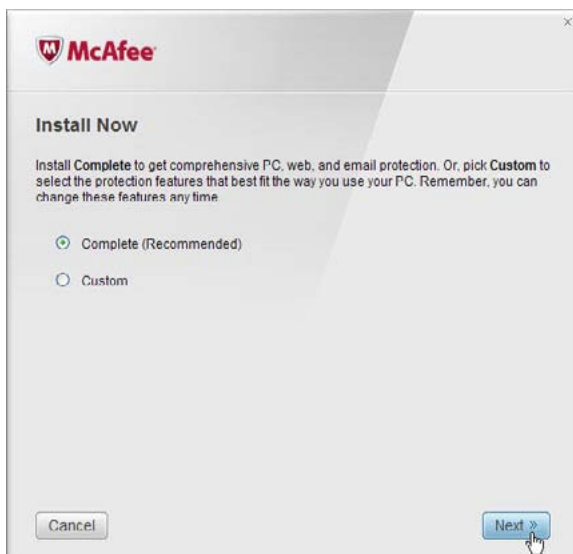 McAfee
Install Now
Install Complete to get comprehensive PC, web, and email protection. Or, pick Custom to
select the protection features that best fit the way you use your PC. Remember, you can
change these features any time
Complete (Recommended)
Custom
Cancel
Next »